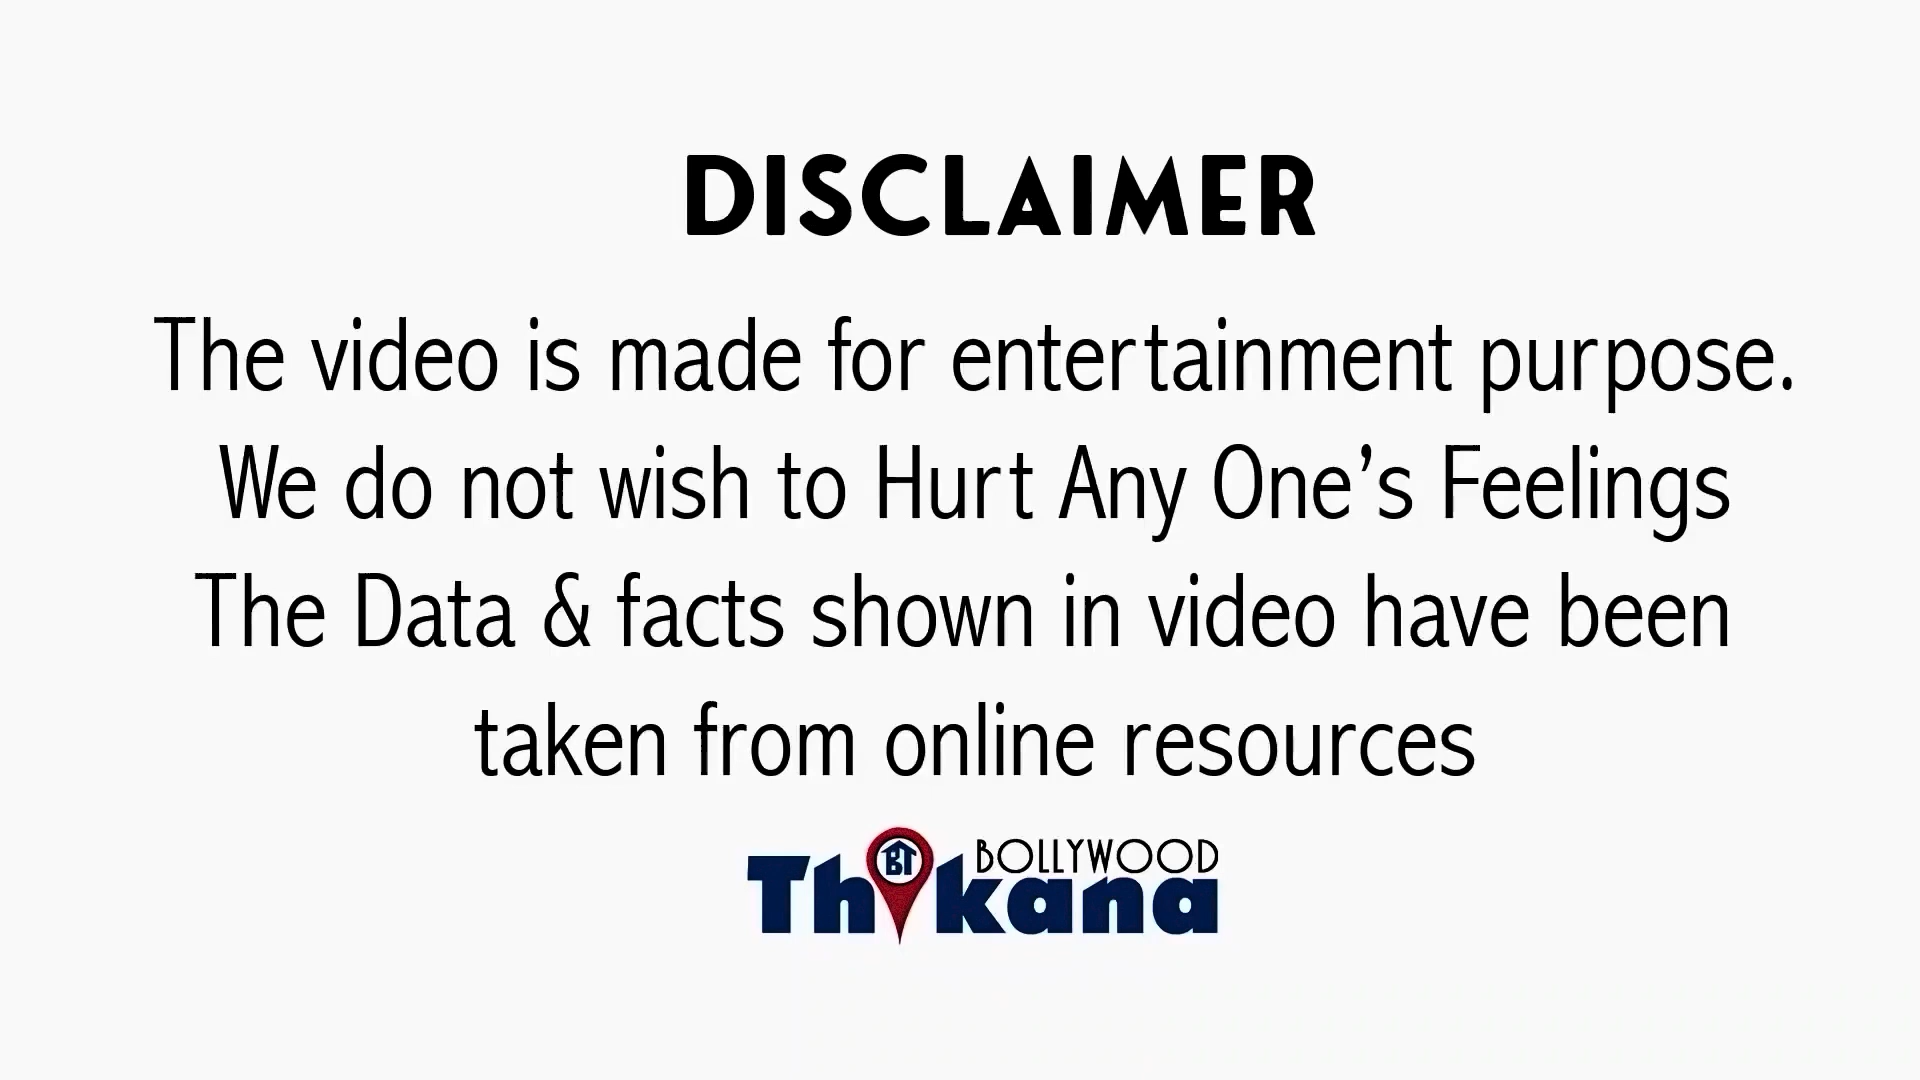 DISCLAIMER
The video is made for entertainment purpose.
We do not wish to Hurt Any One’s Feelings
The Data & facts shown in video have been
taken from online resources
BOLLYWOOD
BT
Thikana